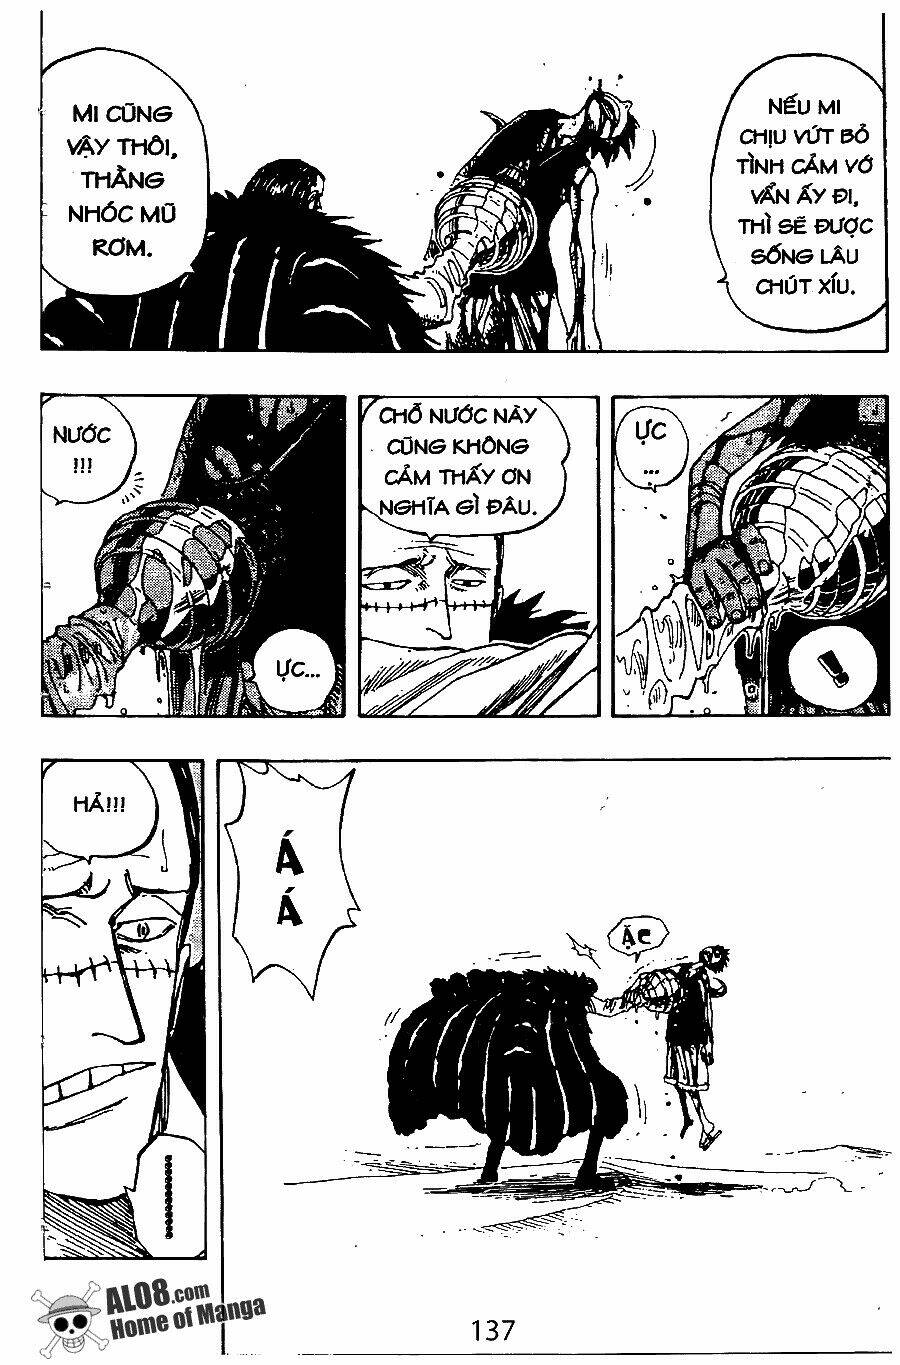 NẾU MI
CHỊU VỨT BỎ
TÌNH CẢM VỚ
VẨN ẤY ĐI,
THÌ SẼ ĐƯỢC
SỐNG LÂU
CHÚT XÍU.
MI CŨNG
VẬY THÔI,
THẰNG
NHÓC MŨ
RƠM.
ỰC
...
!
CHỖ NƯỚC NÀY
CŨNG KHÔNG
CẢM THẤY ƠN
NGHĨA GÌ ĐÂU.
NƯỚC
!!!
ỰC...
ẶC
Á
Á
HẢ!!!
............
ALO8.com
Home of Manga
137